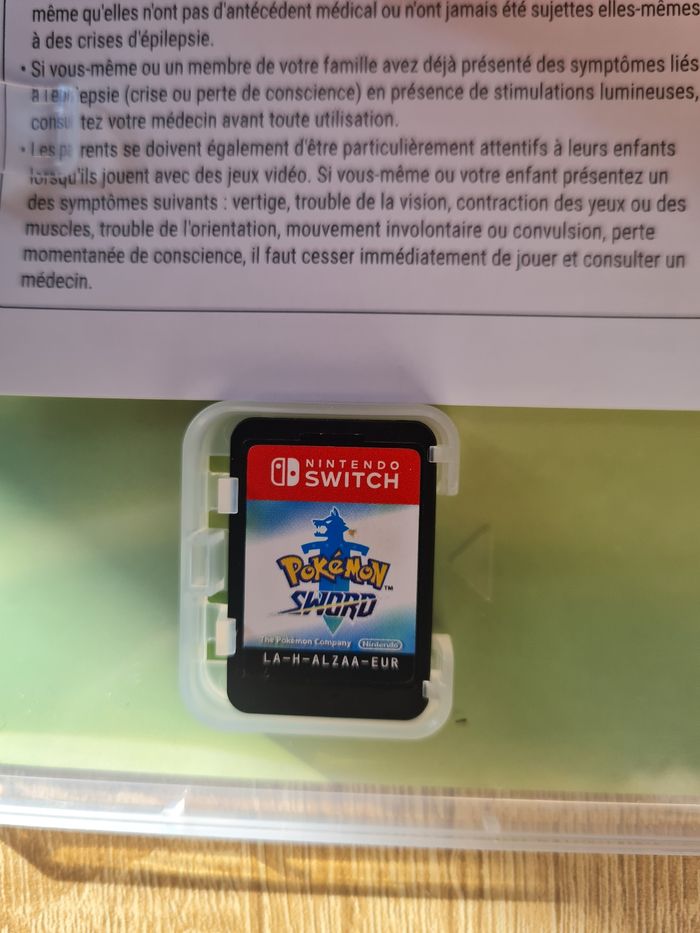 même qu'elles n'ont pas d'antécédent médical ou n'ont jamais été sujettes elles-mêmes
à des crises d'épilepsie.
• Si vous-même ou un membre de votre famille avez déjà présenté des symptômes liés
à l'épilepsie (crise ou perte de conscience) en présence de stimulations lumineuses,
consultez votre médecin avant toute utilisation.
• Les parents se doivent également d'être particulièrement attentifs à leurs enfants
lorsqu'ils jouent avec des jeux vidéo. Si vous-même ou votre enfant présentez un
des symptômes suivants : vertige, trouble de la vision, contraction des yeux ou des
muscles, trouble de l'orientation, mouvement involontaire ou convulsion, perte
momentanée de conscience, il faut cesser immédiatement de jouer et consulter un
médecin.
NINTENDO
SWITCH
POKÉMON™
SWORD
The Pokémon Company Nintendo
LA-H-ALZAA-EUR